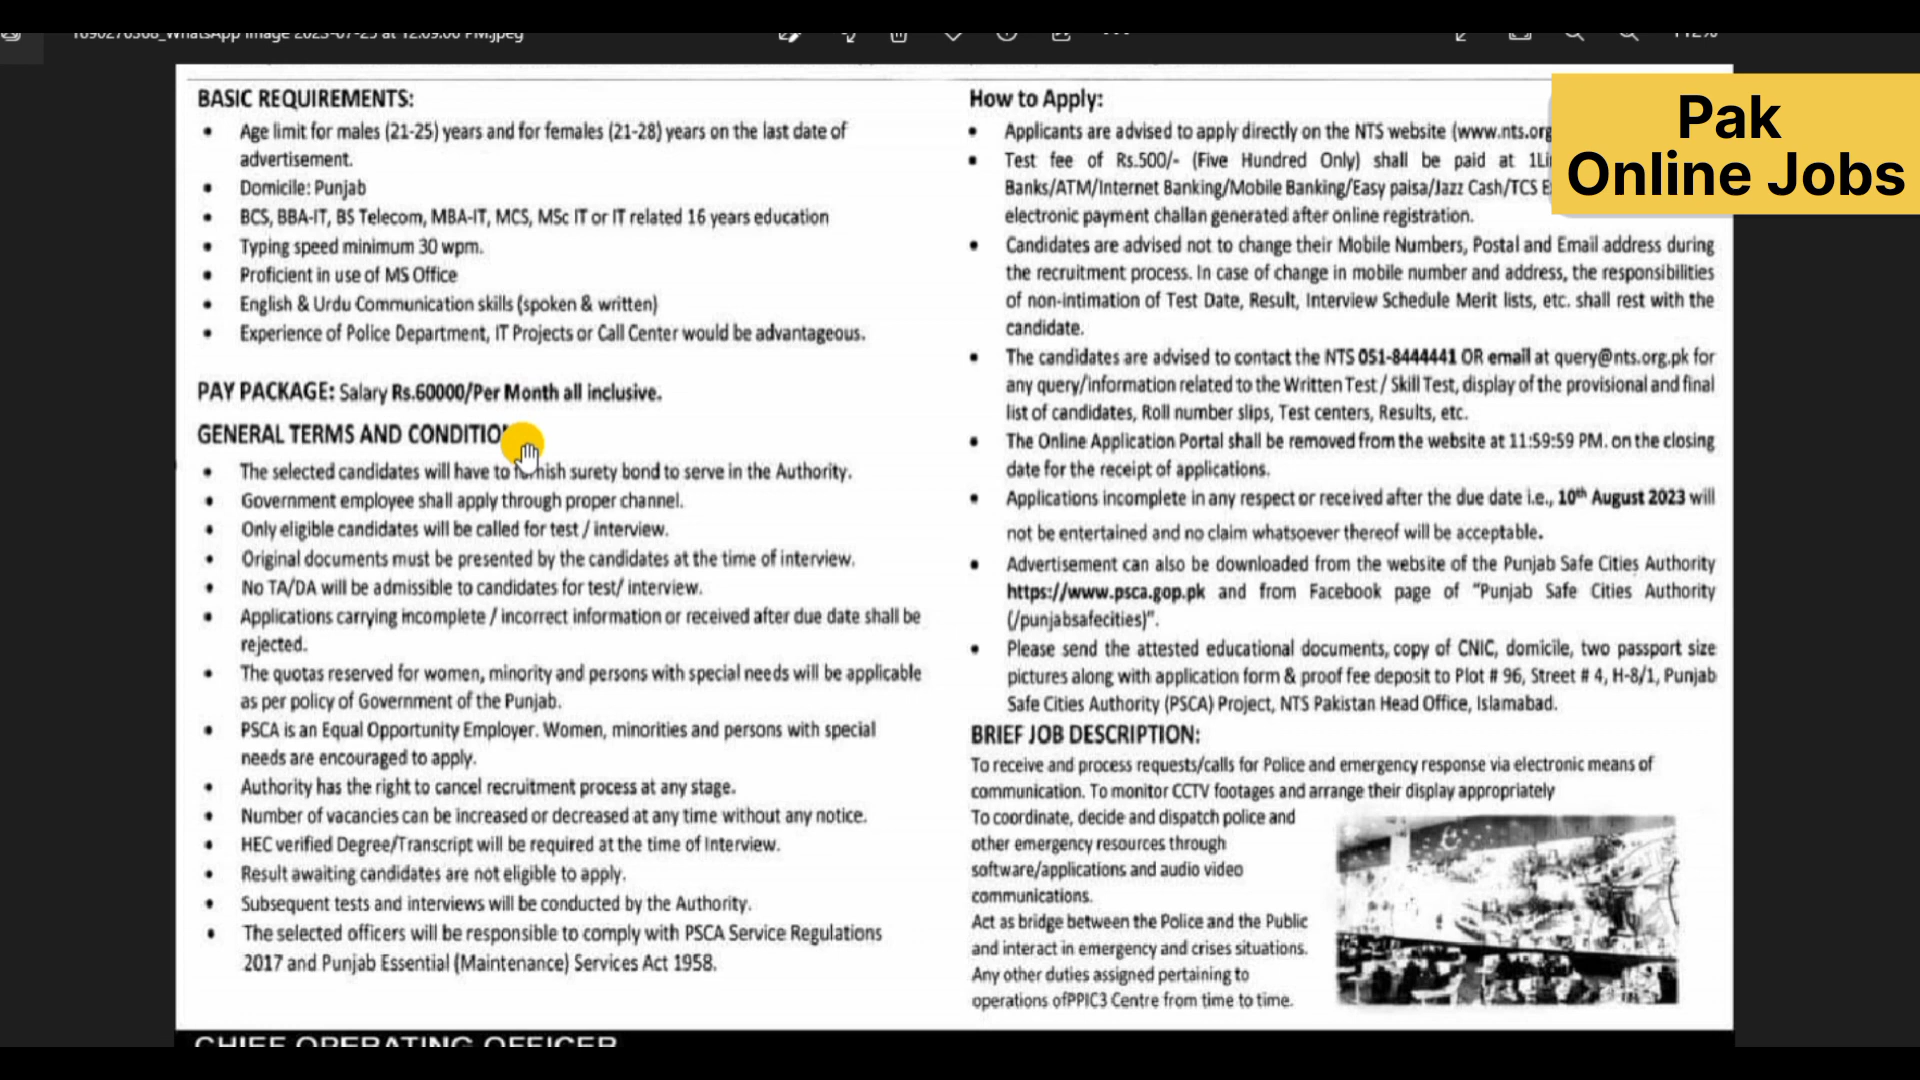 1690276308_WhatsApp Image 2023-07-25 at 12.09.00 PM.jpeg
Pak
Online Jobs
BASIC REQUIREMENTS:
• Age limit for males (21-25) years and for females (21-28) years on the last date of
advertisement.
• Domicile: Punjab
• BCS, BBA-IT, BS Telecom, MBA-IT, MCS, MSc IT or IT related 16 years education
• Typing speed minimum 30 wpm.
• Proficient in use of MS Office
• English & Urdu Communication skills (spoken & written)
• Experience of Police Department, IT Projects or Call Center would be advantageous.
PAY PACKAGE: Salary Rs.60000/Per Month all inclusive.
GENERAL TERMS AND
• The selected candidates will have to surety bond to serve in the Authority.
• Government employee shall apply through proper channel.
• Only eligible candidates will be called for test / interview.
• Original documents must be presented by the candidates at the time of interview.
• No TA/DA will be admissible to candidates for test/ interview.
• Applications carrying incomplete / incorrect information or received after due date shall be
rejected.
• The quotas reserved for women, minority and persons with special needs will be applicable
as per policy of Government of the Punjab.
• PSCA is an Equal Opportunity Employer. Women, minorities and persons with special
needs are encouraged to apply.
• Authority has the right to cancel recruitment process at any stage.
• Number of vacancies can be increased or decreased at any time without any notice.
• HEC verified Degree/Transcript will be required at the time of Interview.
• Result awaiting candidates are not eligible to apply.
• Subsequent tests and interviews will be conducted by the Authority.
• The selected officers will be responsible to comply with PSCA Service Regulations
2017 and Punjab Essential (Maintenance) Services Act 1958.
How to Apply:
• Applicants are advised to apply directly on the NTS website (www.nts.org
• Test fee of Rs.500/- (Five Hundred Only) shall be paid at
Banks/ATM/Internet Banking/Mobile Banking/Easy paisa/Jazz Cash/TCS
electronic payment challan generated after online registration.
• Candidates are advised not to change their Mobile Numbers, Postal and Email address during
the recruitment process. In case of change in mobile number and address, the responsibilities
of non-intimation of Test Date, Result, Interview Schedule Merit lists, etc. shall rest with the
candidate.
• The candidates are advised to contact the NTS 051-8444441 OR email at query@nts.org.pk for
any query/information related to the Written Test / Skill Test, display of the provisional and final
list of candidates, Roll number slips, Test centers, Results, etc.
• The Online Application Portal shall be removed from the website at 11:59:59 PM. on the closing
date for the receipt of applications.
• Applications incomplete in any respect or received after the due date i.e., 10th August 2023 will
not be entertained and no claim whatsoever thereof will be acceptable.
• Advertisement can also be downloaded from the website of the Punjab Safe Cities Authority
https://www.psca.gop.pk and from Facebook page of "Punjab Safe Cities Authority
(/punjabsafecities)".
• Please send the attested educational documents, copy of CNIC, domicile, two passport size
pictures along with application form & proof fee deposit to Plot # 96, Street # 4, H-8/1, Punjab
Safe Cities Authority (PSCA) Project, NTS Pakistan Head Office, Islamabad.
BRIEF JOB DESCRIPTION:
To receive and process requests/calls for Police and emergency response via electronic means of
communication. To monitor CCTV footages and arrange their display appropriately
To coordinate, decide and dispatch police and
other emergency resources through
software/applications and audio video
communications.
Act as bridge between the Police and the Public
and interact in emergency and crises situations.
Any other duties assigned pertaining to
operations ofPPIC3 Centre from time to time.
CHIEF OPERATING OFFICER